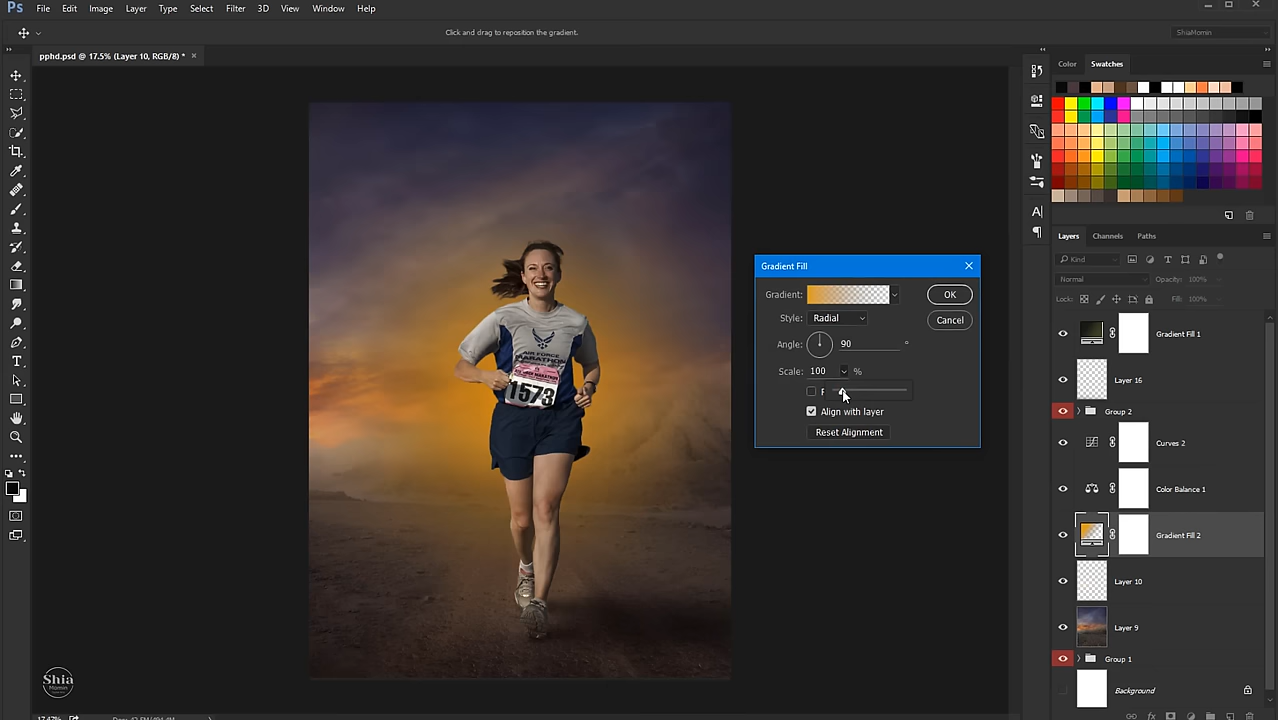 Ps File Edit Image Layer Type Select Filter 3D View Window Help
Click and drag to reposition the gradient.
ShiaMomin
pphd.psd @ 17.5% (Layer 10, RGB/8) * ×
Color Swatches
Layers Channels Paths
Kind
Normal Opacity: 100%
Lock: Fill: 100%
Gradient Fill 1
Layer 16
Group 2
Curves 2
Color Balance 1
Gradient Fill 2
Layer 10
Layer 9
Group 1
Background
Gradient Fill
Gradient: OK
Style: Radial Cancel
Angle: 90 °
Scale: 100 %
Align with layer
Reset Alignment
AIR FORCE
MARATHON
1573
Shia
Momin
17.47%